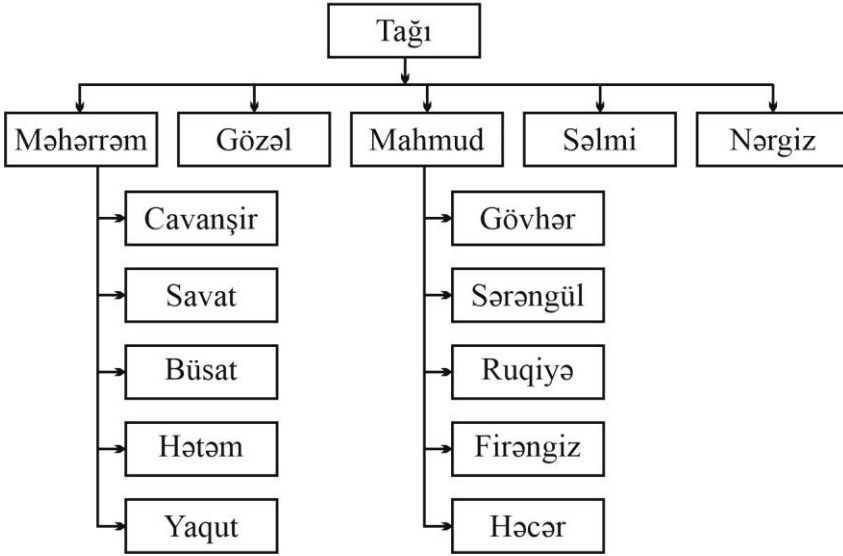 Tağı
Məhərrəm Gözəl Mahmud Səlmi Nərgiz
Cavanşir Gövhər
Savat Sərəngül
Büsat Ruqiyə
Hətəm Firəngiz
Yaqut Həcər